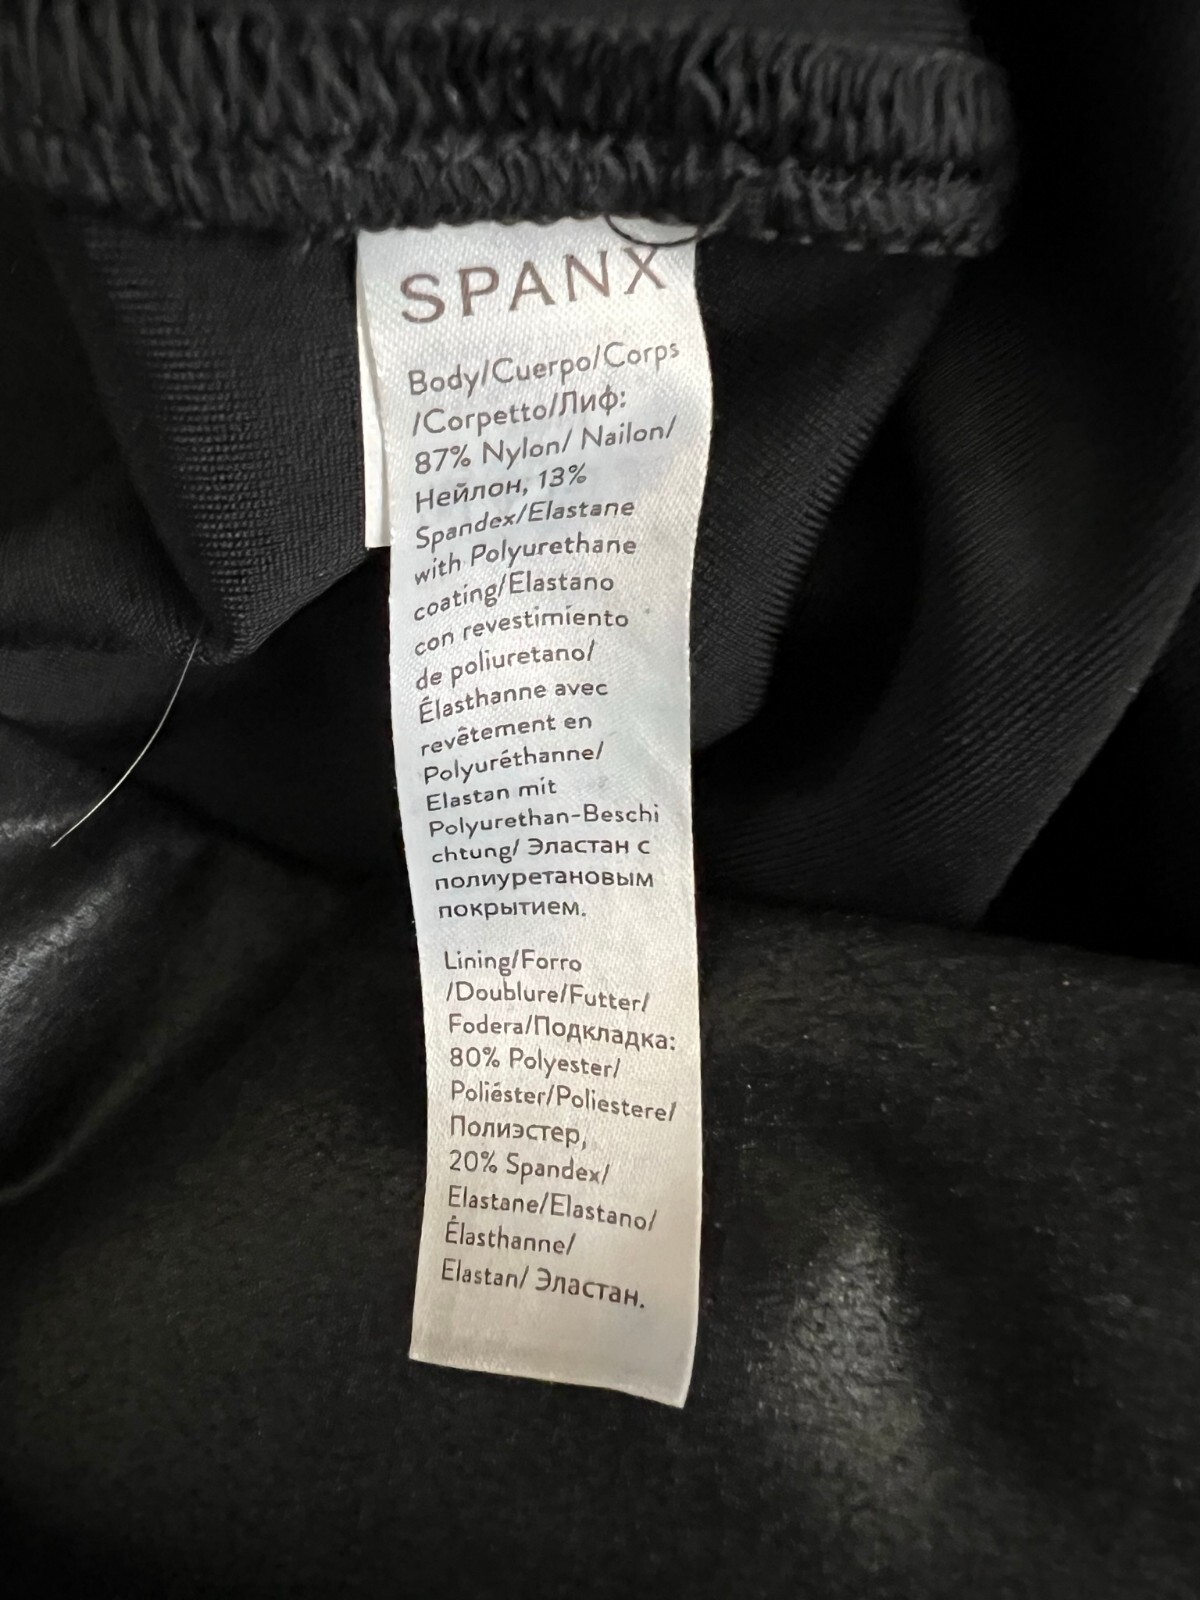 SPANX
Body/Cuerpo/Corps
/Corpetto/Лиф:
87% Nylon/ Nailon/
Нейлон, 13%
Spandex/Elastane
with Polyurethane
coating/Elastano
con revestimiento
de poliuretano/
Élasthanne avec
revêtement en
Polyuréthanne/
Elastan mit
Polyurethan-Beschi
chtung/ Эластан с
полиуретановым
покрытием.
Lining/Forro
/Doublure/Futter/
Fodera/Подкладка:
80% Polyester/
Poliéster/Poliestere/
Полиэстер,
20% Spandex/
Elastane/Elastano/
Élasthanne/
Elastan/ Эластан.